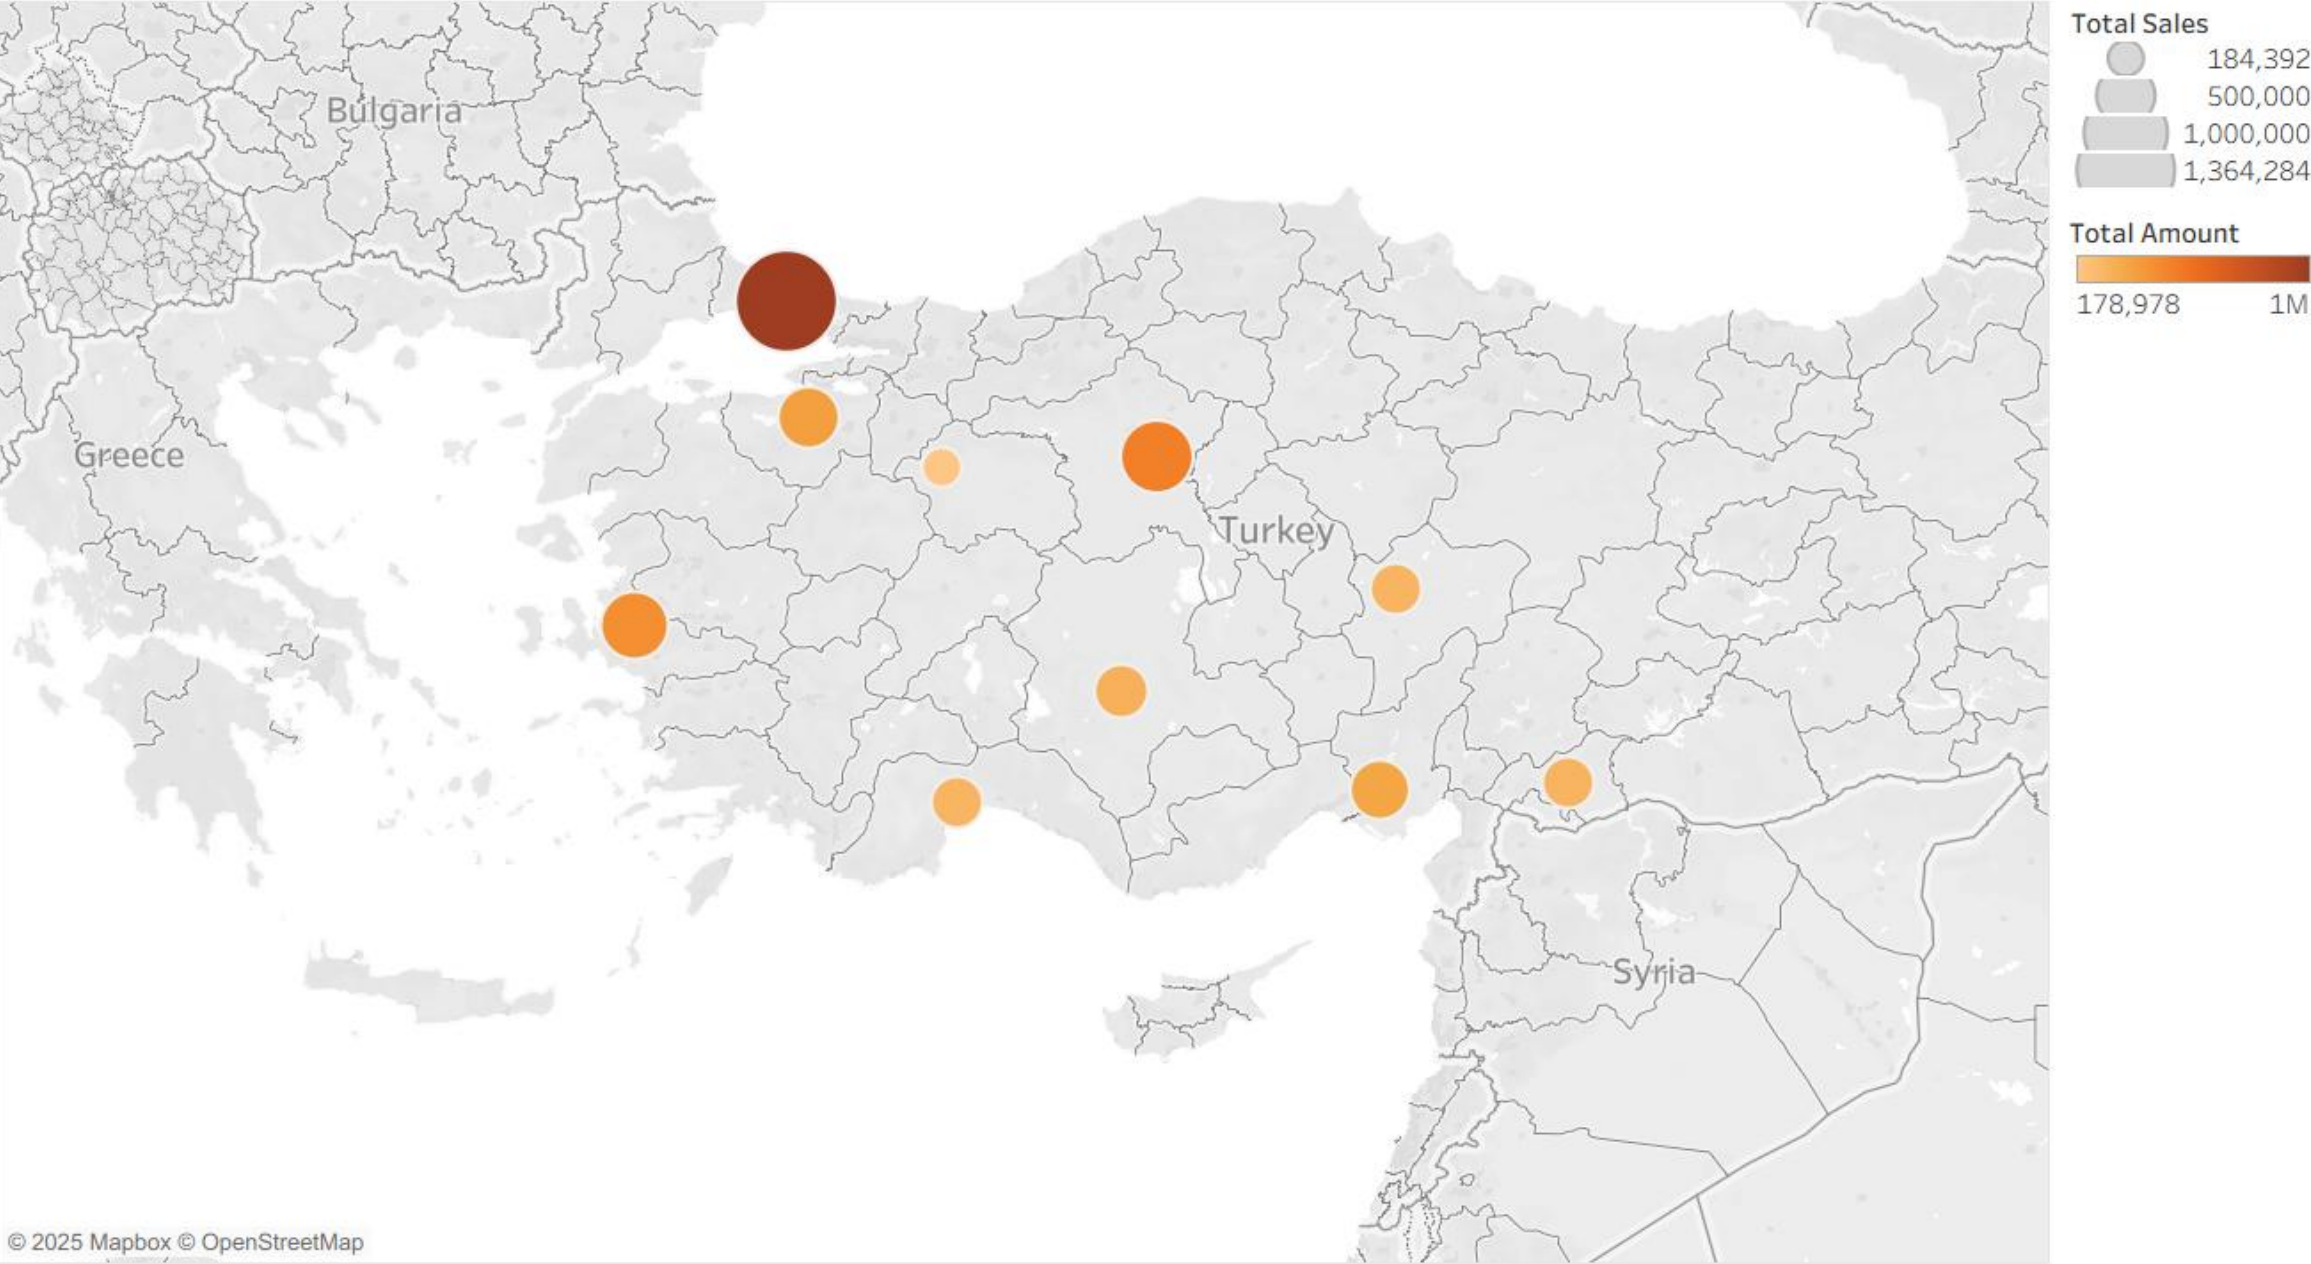 Bulgaria
Greece
Turkey
Syria
© 2025 Mapbox © OpenStreetMap
Total Sales
184,392
500,000
1,000,000
1,364,284
Total Amount
178,978 1M